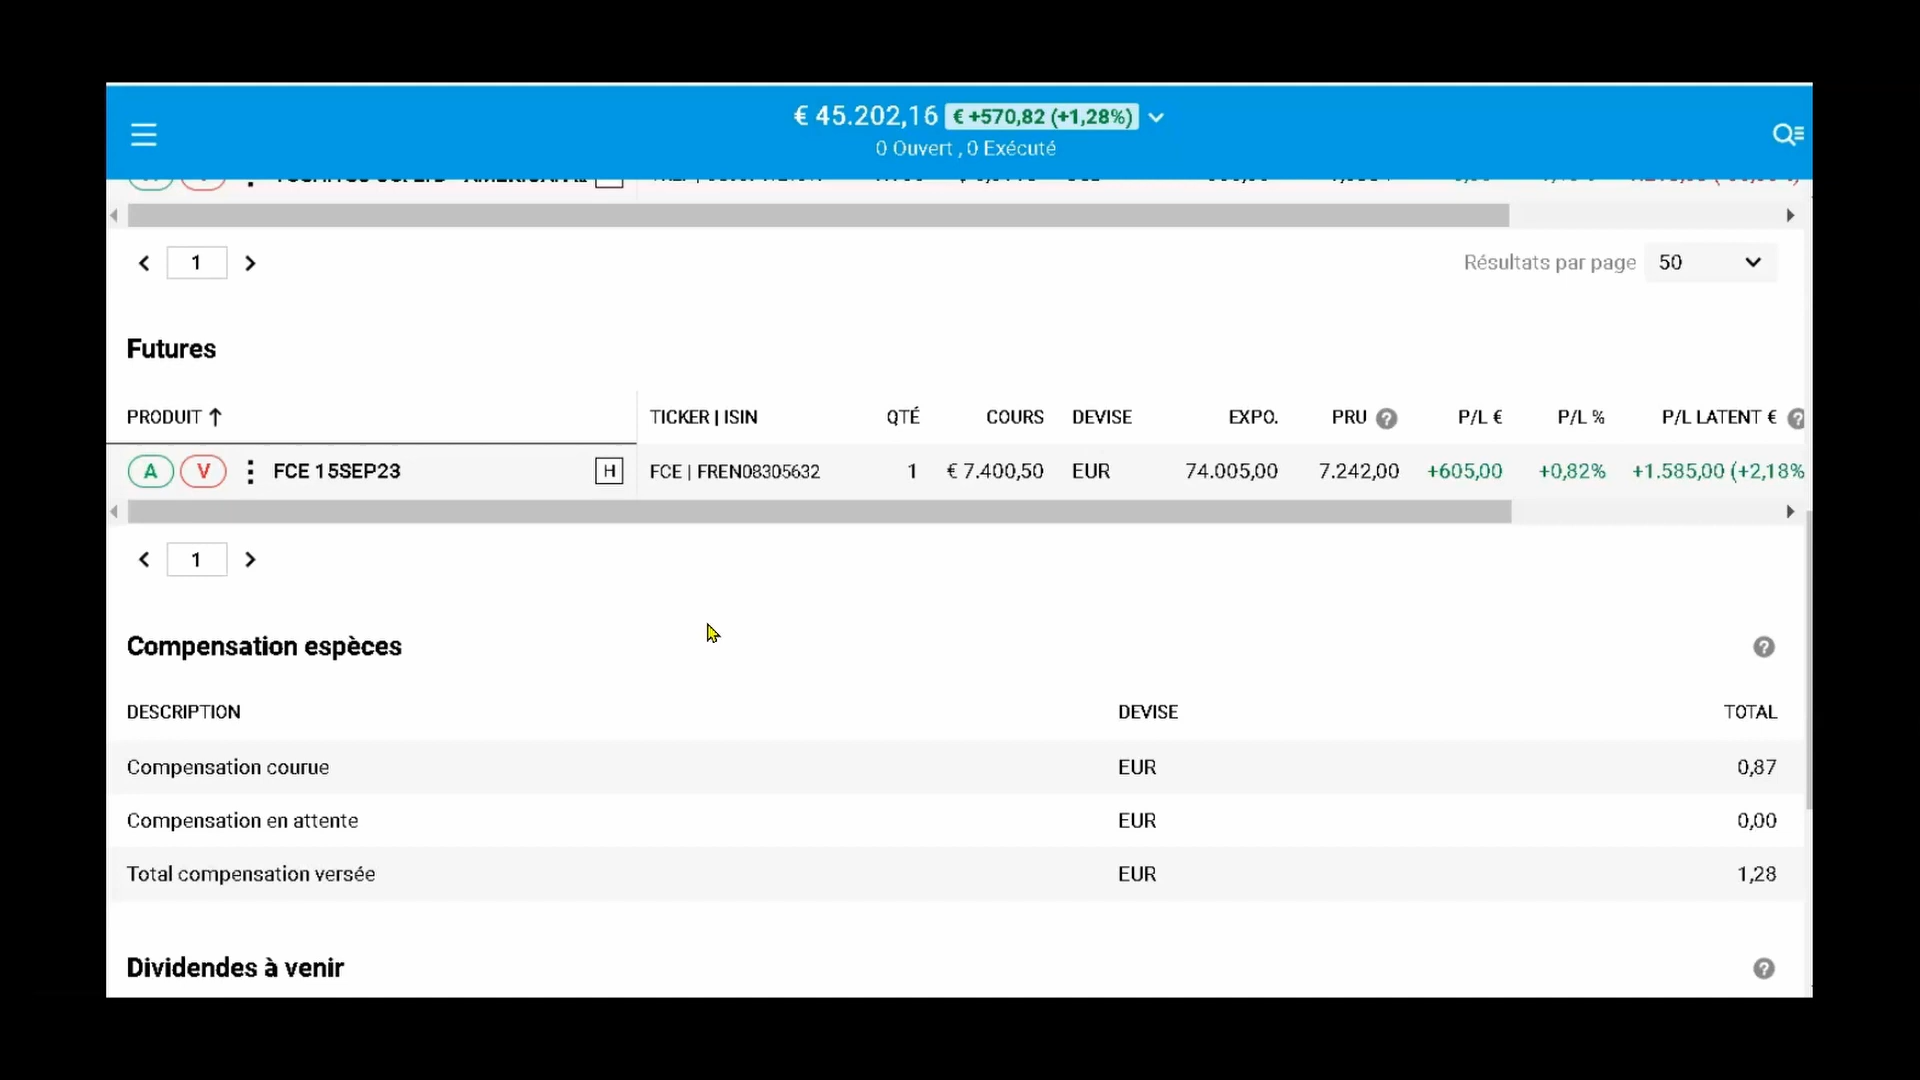 € 45.202,16 € +570,82 (+1,28%)
0 Ouvert , 0 Exécuté
1
Résultats par page 50
Futures
PRODUIT ↑ TICKER | ISIN QTÉ COURS DEVISE EXPO. PRU ? P/L € P/L % P/L LATENT € ?
A V FCE 15SEP23 H FCE | FREN08305632 1 € 7.400,50 EUR 74.005,00 7.242,00 +605,00 +0,82% +1.585,00 (+2,18%
1
Compensation espèces ?
DESCRIPTION DEVISE TOTAL
Compensation courue EUR 0,87
Compensation en attente EUR 0,00
Total compensation versée EUR 1,28
Dividendes à venir ?